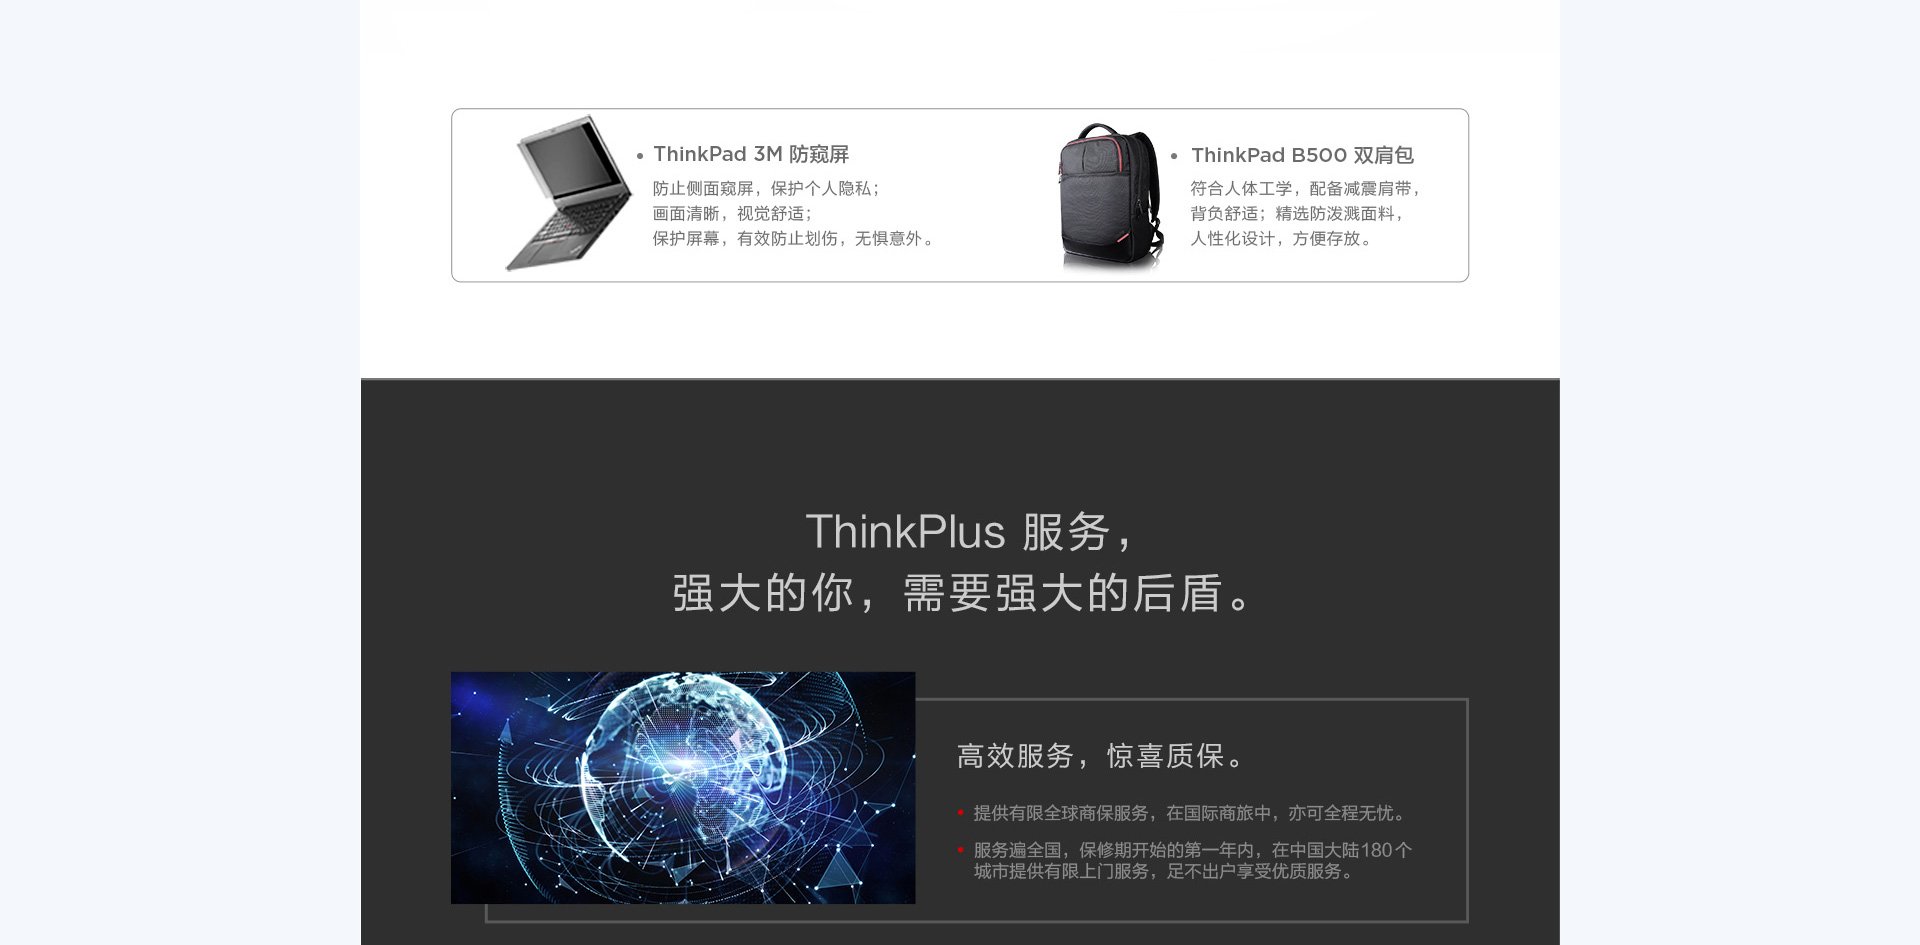 ThinkPad 3M 防窥屏
防止侧面窥屏，保护个人隐私；
画面清晰，视觉舒适；
保护屏幕，有效防止划伤，无惧意外。
ThinkPad B500 双肩包
符合人体工学，配备减震肩带，
背负舒适；精选防泼溅面料，
人性化设计，方便存放。
ThinkPlus 服务，
强大的你，需要强大的后盾。
高效服务，惊喜质保。
提供有限全球商保服务，在国际商旅中，亦可全程无忧。
服务遍全国，保修期开始的第一年内，在中国大陆180个
城市提供有限上门服务，足不出户享受优质服务。